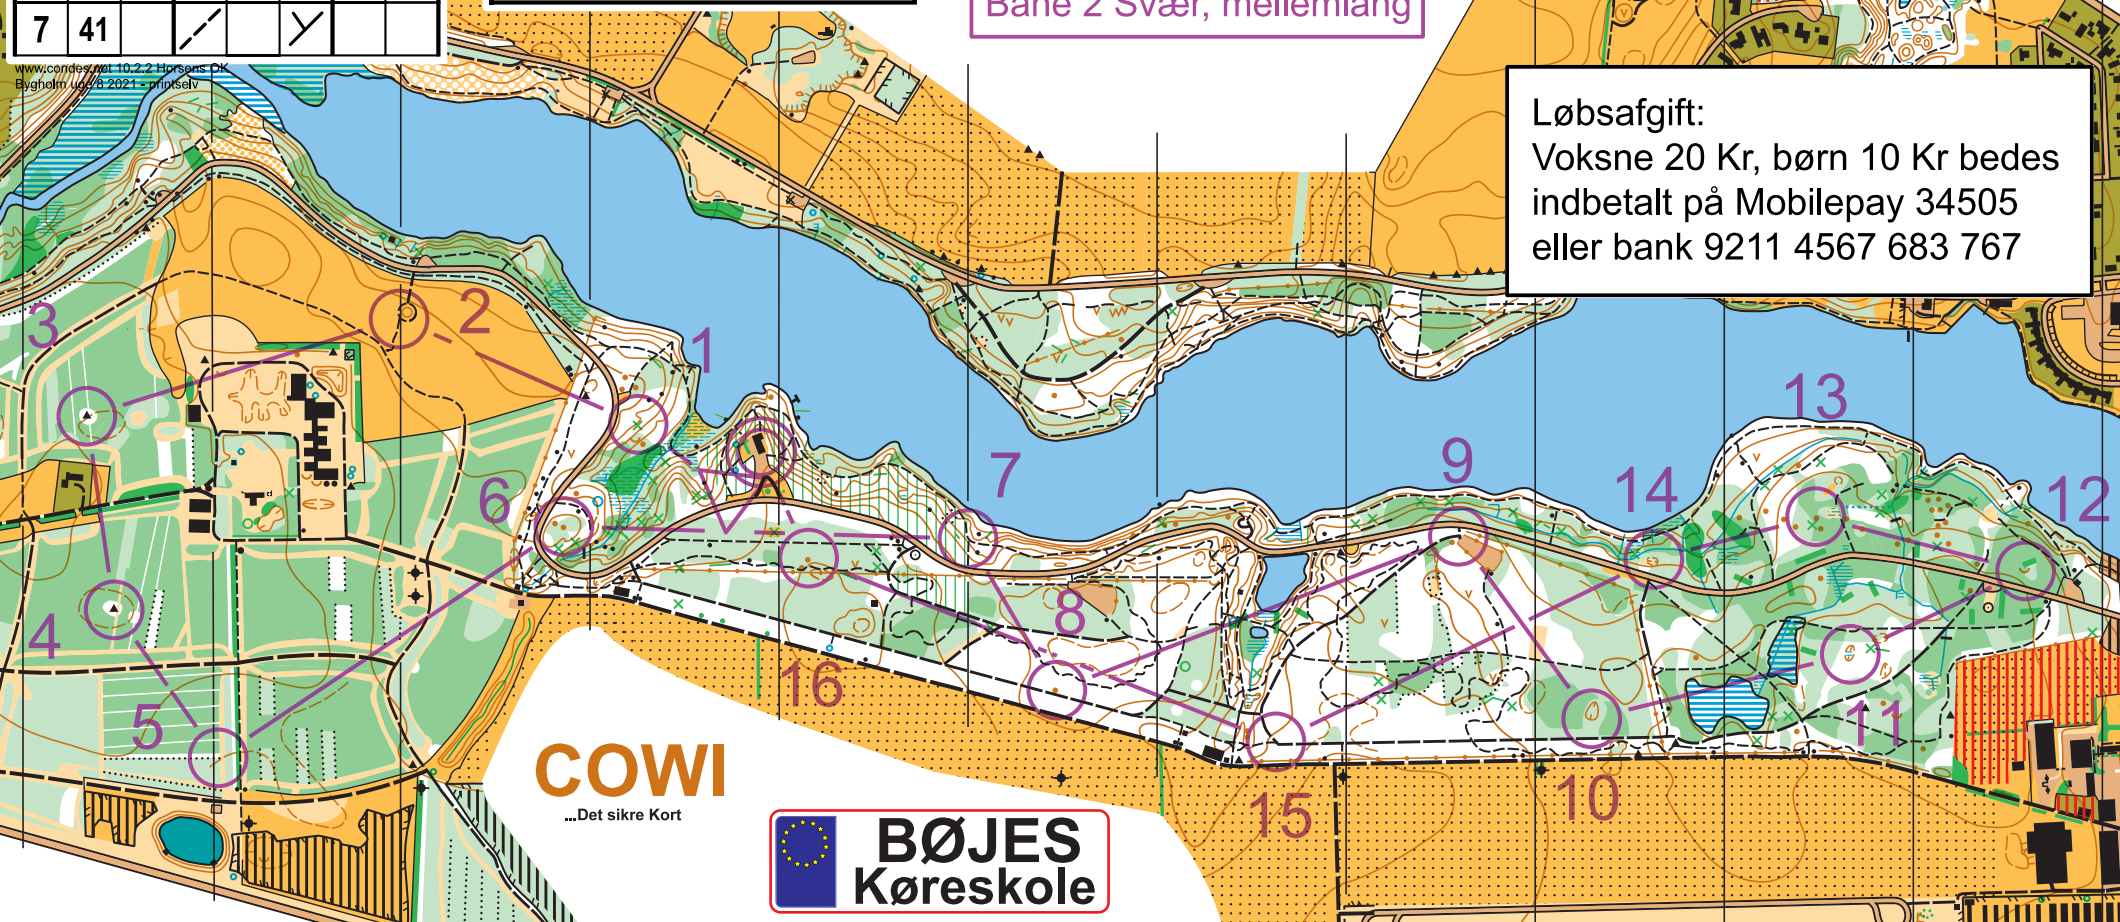 7 41
www.condes.net 10.2.2 Horsens OK
Bygholm uge 8 2021 - printselv
Bane 2 Svær, mellemlang
Løbsafgift:
Voksne 20 Kr, børn 10 Kr bedes
indbetalt på Mobilepay 34505
eller bank 9211 4567 683 767
3
2
1
6
7
9
14
13
12
4
5
8
16
11
10
15
COWI
...Det sikre Kort
BØJES
Køreskole